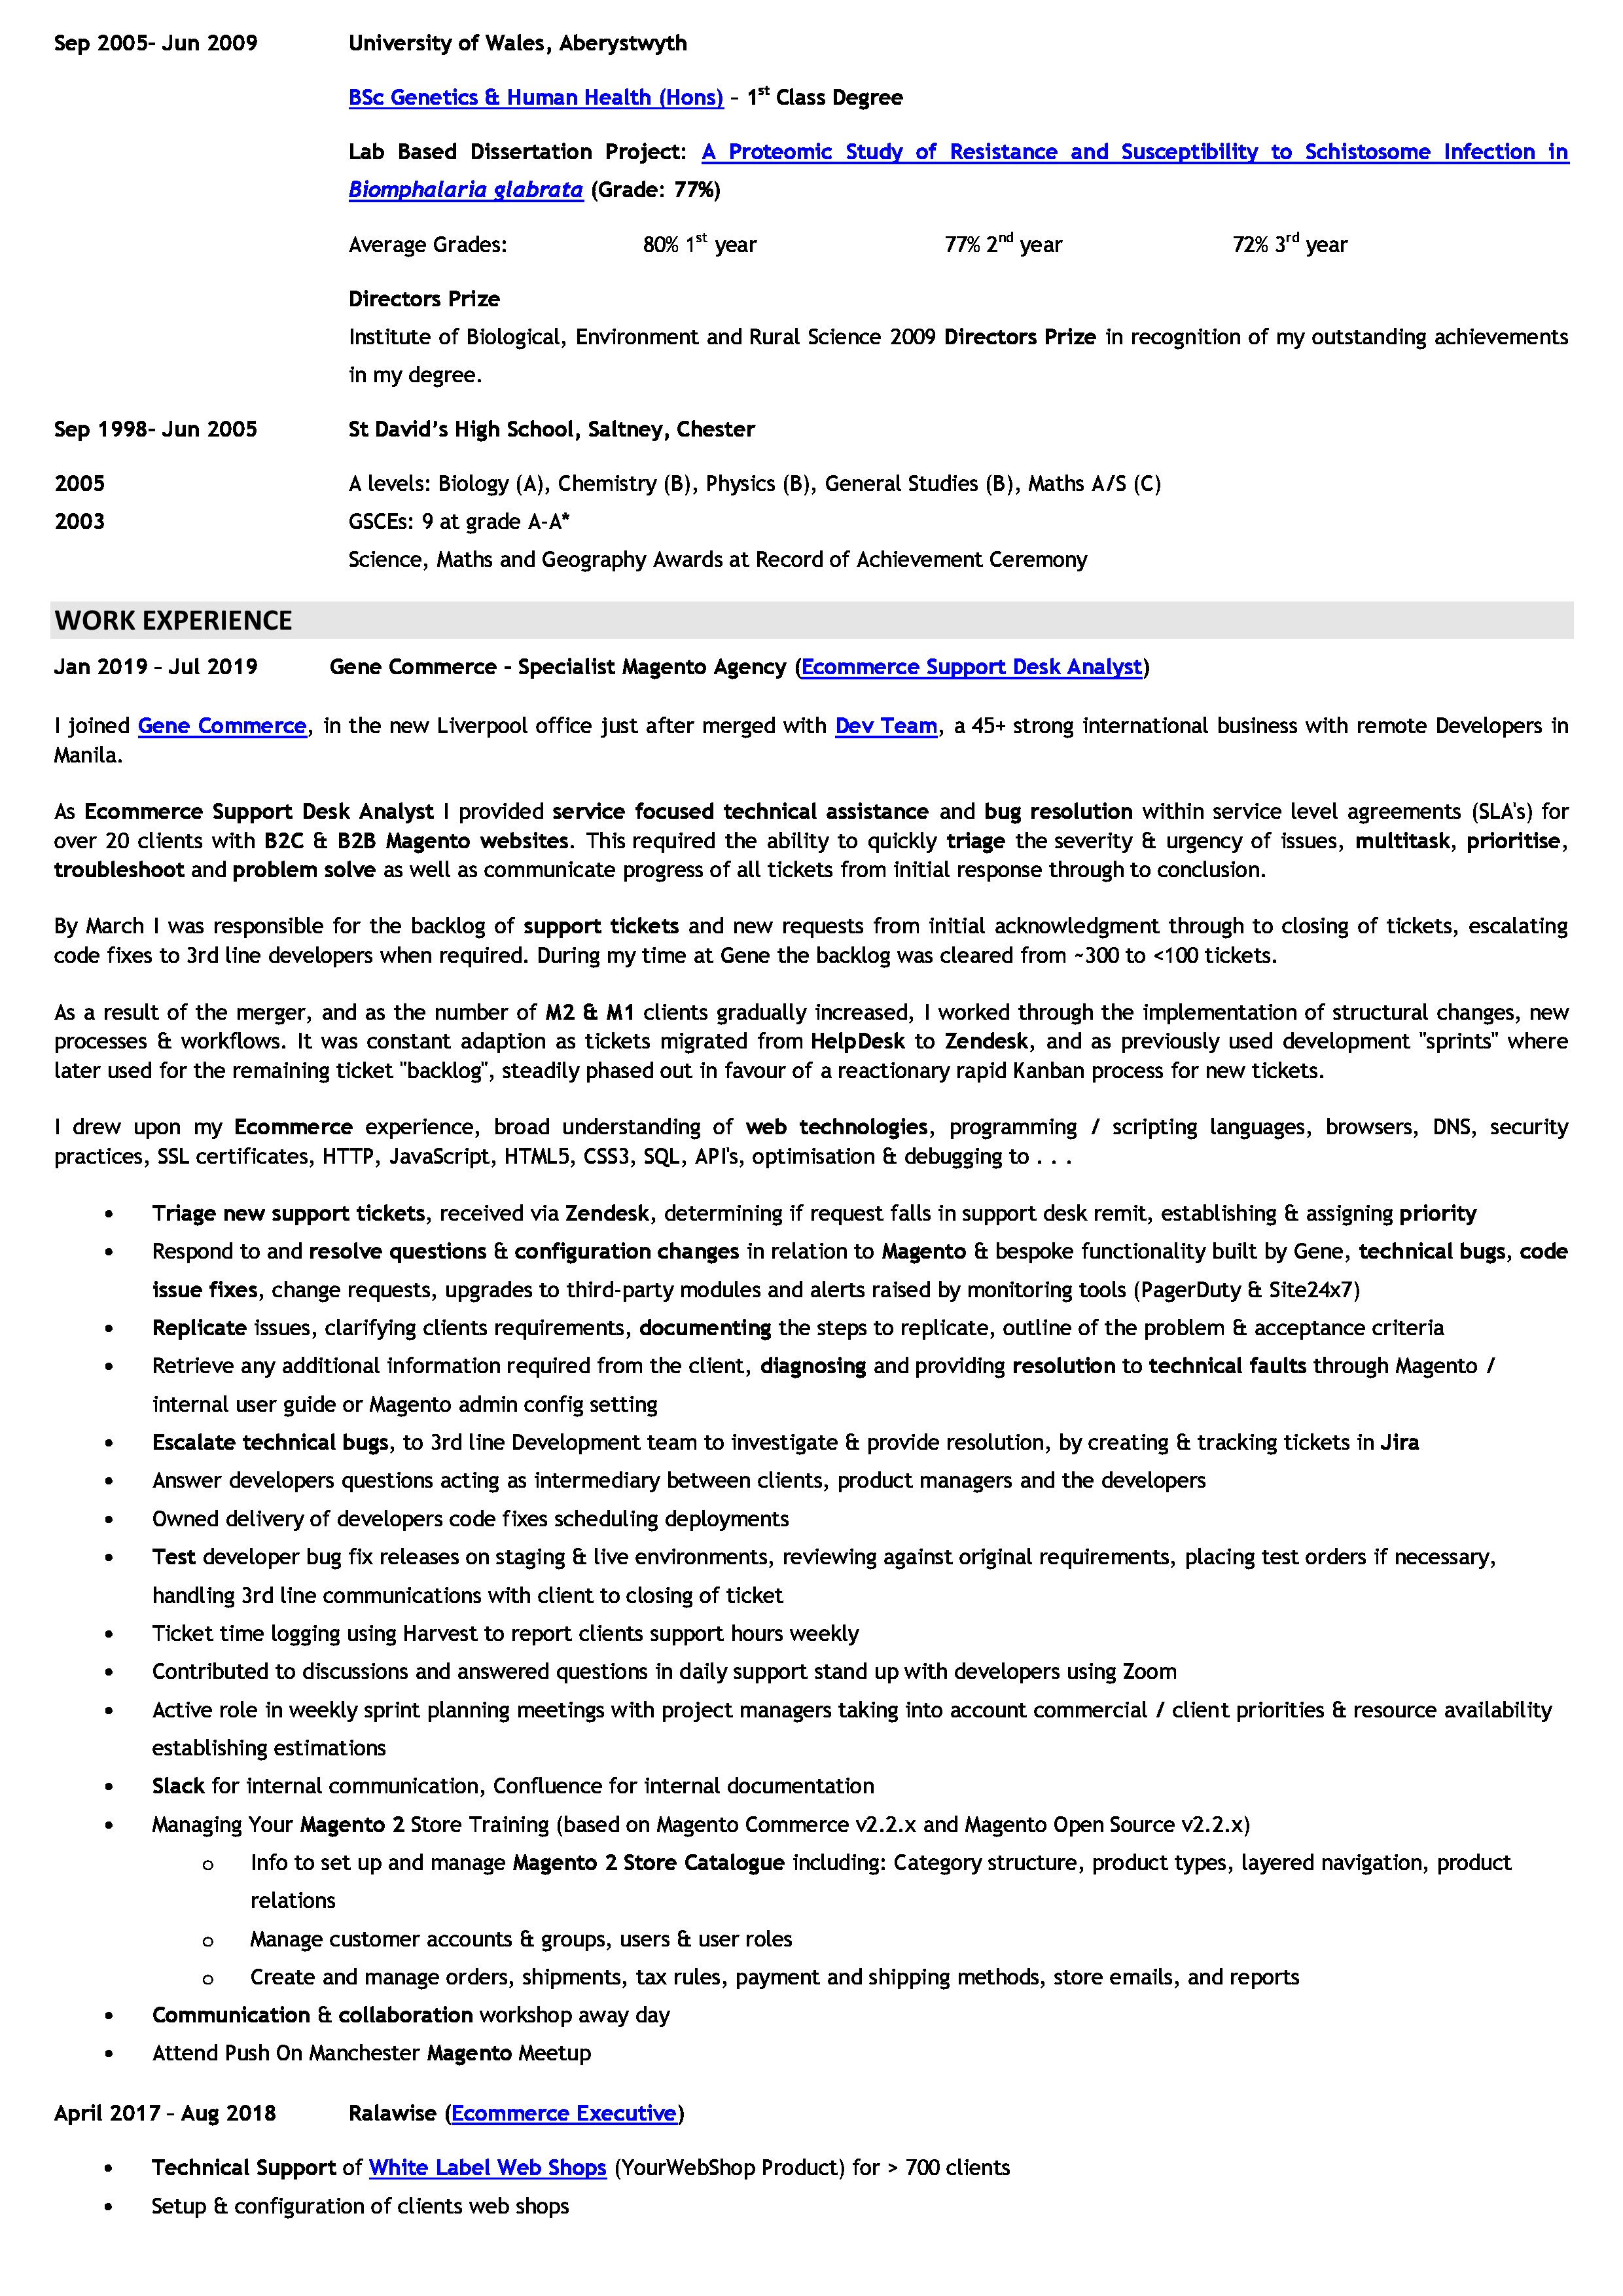 Sep 2005- Jun 2009 University of Wales, Aberystwyth
BSc Genetics & Human Health (Hons) – 1st Class Degree
Lab Based Dissertation Project: A Proteomic Study of Resistance and Susceptibility to Schistosome Infection in
Biomphalaria glabrata (Grade: 77%)
Average Grades: 80% 1st year 77% 2nd year 72% 3rd year
Directors Prize
Institute of Biological, Environment and Rural Science 2009 Directors Prize in recognition of my outstanding achievements
in my degree.
Sep 1998- Jun 2005 St David’s High School, Saltney, Chester
2005 A levels: Biology (A), Chemistry (B), Physics (B), General Studies (B), Maths A/S (C)
2003 GSCEs: 9 at grade A-A*
Science, Maths and Geography Awards at Record of Achievement Ceremony
WORK EXPERIENCE
Jan 2019 – Jul 2019 Gene Commerce - Specialist Magento Agency (Ecommerce Support Desk Analyst)
I joined Gene Commerce, in the new Liverpool office just after merged with Dev Team, a 45+ strong international business with remote Developers in
Manila.
As Ecommerce Support Desk Analyst I provided service focused technical assistance and bug resolution within service level agreements (SLA's) for
over 20 clients with B2C & B2B Magento websites. This required the ability to quickly triage the severity & urgency of issues, multitask, prioritise,
troubleshoot and problem solve as well as communicate progress of all tickets from initial response through to conclusion.
By March I was responsible for the backlog of support tickets and new requests from initial acknowledgment through to closing of tickets, escalating
code fixes to 3rd line developers when required. During my time at Gene the backlog was cleared from ~300 to <100 tickets.
As a result of the merger, and as the number of M2 & M1 clients gradually increased, I worked through the implementation of structural changes, new
processes & workflows. It was constant adaption as tickets migrated from HelpDesk to Zendesk, and as previously used development "sprints" where
later used for the remaining ticket "backlog", steadily phased out in favour of a reactionary rapid Kanban process for new tickets.
I drew upon my Ecommerce experience, broad understanding of web technologies, programming / scripting languages, browsers, DNS, security
practices, SSL certificates, HTTP, JavaScript, HTML5, CSS3, SQL, API's, optimisation & debugging to . . .
• Triage new support tickets, received via Zendesk, determining if request falls in support desk remit, establishing & assigning priority
• Respond to and resolve questions & configuration changes in relation to Magento & bespoke functionality built by Gene, technical bugs, code
issue fixes, change requests, upgrades to third-party modules and alerts raised by monitoring tools (PagerDuty & Site24x7)
• Replicate issues, clarifying clients requirements, documenting the steps to replicate, outline of the problem & acceptance criteria
• Retrieve any additional information required from the client, diagnosing and providing resolution to technical faults through Magento /
internal user guide or Magento admin config setting
• Escalate technical bugs, to 3rd line Development team to investigate & provide resolution, by creating & tracking tickets in Jira
• Answer developers questions acting as intermediary between clients, product managers and the developers
• Owned delivery of developers code fixes scheduling deployments
• Test developer bug fix releases on staging & live environments, reviewing against original requirements, placing test orders if necessary,
handling 3rd line communications with client to closing of ticket
• Ticket time logging using Harvest to report clients support hours weekly
• Contributed to discussions and answered questions in daily support stand up with developers using Zoom
• Active role in weekly sprint planning meetings with project managers taking into account commercial / client priorities & resource availability
establishing estimations
• Slack for internal communication, Confluence for internal documentation
• Managing Your Magento 2 Store Training (based on Magento Commerce v2.2.x and Magento Open Source v2.2.x)
o Info to set up and manage Magento 2 Store Catalogue including: Category structure, product types, layered navigation, product
relations
o Manage customer accounts & groups, users & user roles
o Create and manage orders, shipments, tax rules, payment and shipping methods, store emails, and reports
• Communication & collaboration workshop away day
• Attend Push On Manchester Magento Meetup
April 2017 – Aug 2018 Ralawise (Ecommerce Executive)
• Technical Support of White Label Web Shops (YourWebShop Product) for > 700 clients
• Setup & configuration of clients web shops